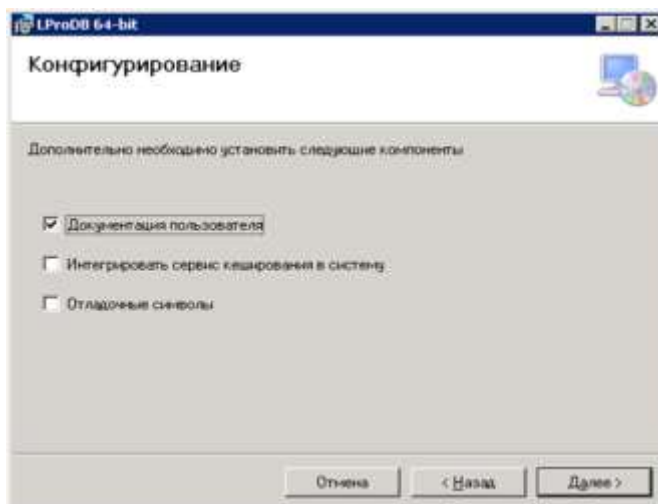 LProDB 64-bit
Конфигурирование
Дополнительно необходимо установить следующие компоненты
Документация пользователя
Интегрировать сервис кеширования в систему
Отладочные символы
Отмена
< Назад
Далее >